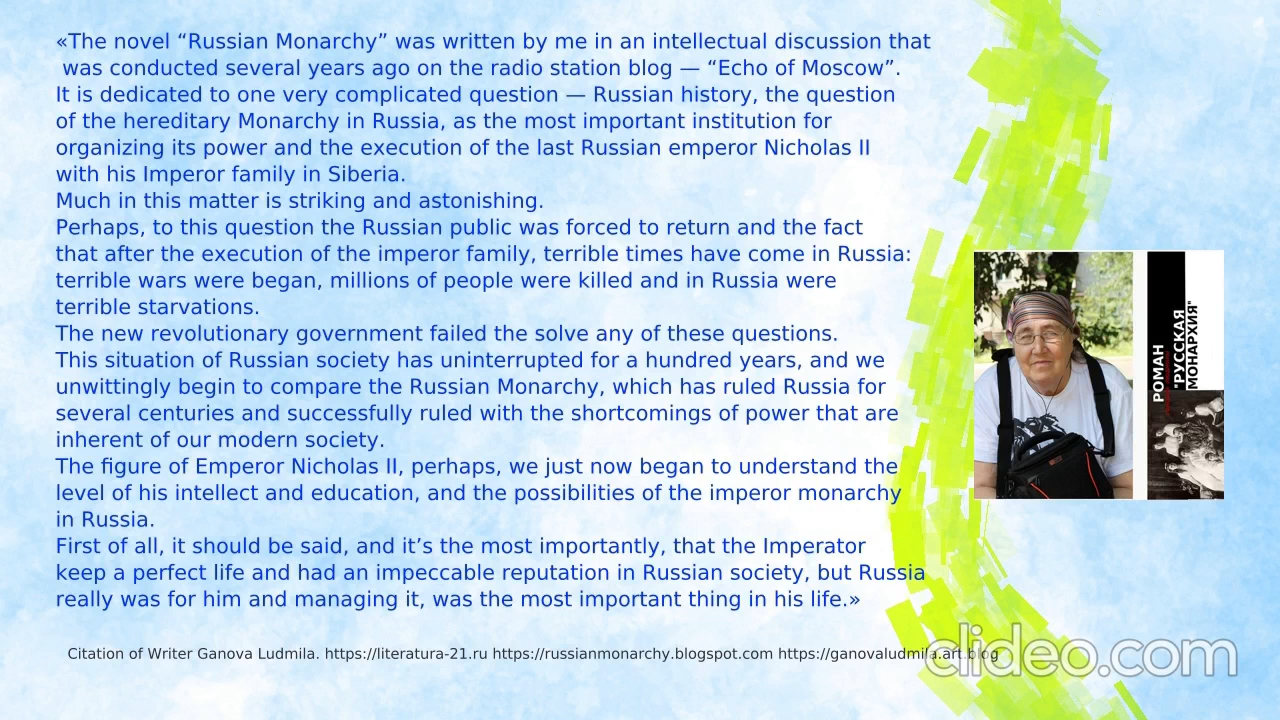 «The novel “Russian Monarchy” was written by me in an intellectual discussion that
was conducted several years ago on the radio station blog — “Echo of Moscow”.
It is dedicated to one very complicated question — Russian history, the question
of the hereditary Monarchy in Russia, as the most important institution for
organizing its power and the execution of the last Russian emperor Nicholas II
with his Imperor family in Siberia.
Much in this matter is striking and astonishing.
Perhaps, to this question the Russian public was forced to return and the fact
that after the execution of the imperor family, terrible times have come in Russia:
terrible wars were began, millions of people were killed and in Russia were
terrible starvations.
The new revolutionary government failed the solve any of these questions.
This situation of Russian society has uninterrupted for a hundred years, and we
unwittingly begin to compare the Russian Monarchy, which has ruled Russia for
several centuries and successfully ruled with the shortcomings of power that are
inherent of our modern society.
The figure of Emperor Nicholas II, perhaps, we just now began to understand the
level of his intellect and education, and the possibilities of the imperor monarchy
in Russia.
First of all, it should be said, and it’s the most importantly, that the Imperator
keep a perfect life and had an impeccable reputation in Russian society, but Russia
really was for him and managing it, was the most important thing in his life.»
РОМАН
"РУССКАЯ
МОНАРХИЯ"
Citation of Writer Ganova Ludmila. https://literatura-21.ru https://russianmonarchy.blogspot.com https://ganovaludmila.art.blog
clideo.com